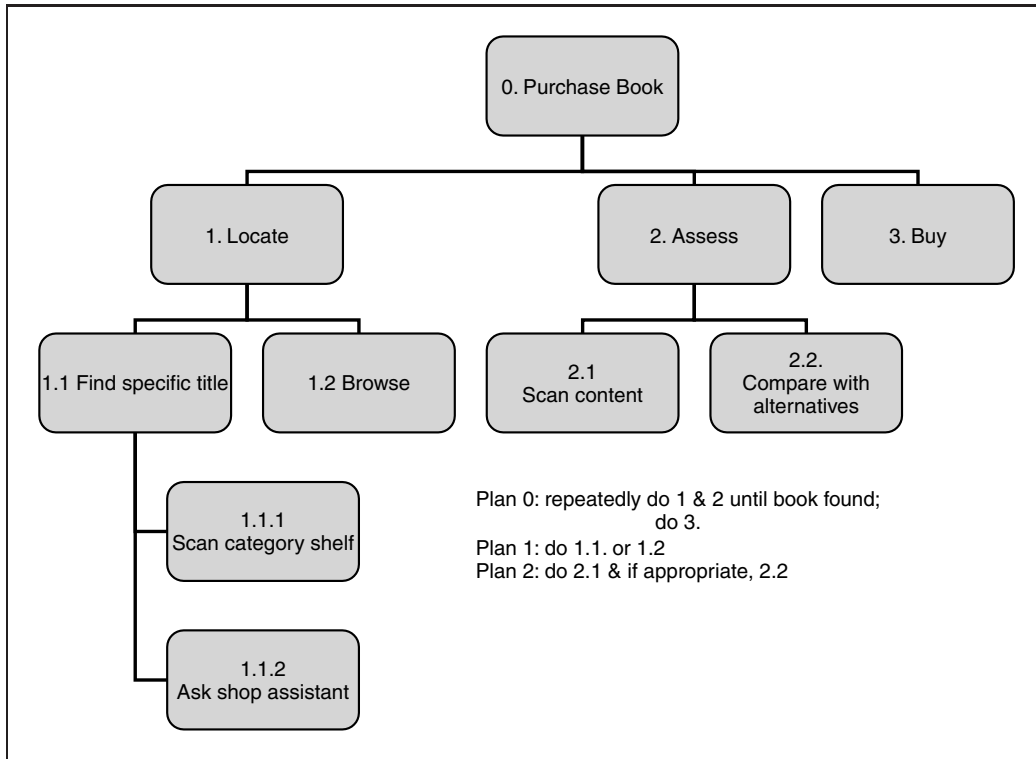 0. Purchase Book
1. Locate
2. Assess
3. Buy
1.1 Find specific title
1.2 Browse
2.1
Scan content
2.2.
Compare with
alternatives
1.1.1
Scan category shelf
1.1.2
Ask shop assistant
Plan 0: repeatedly do 1 & 2 until book found;
do 3.
Plan 1: do 1.1. or 1.2
Plan 2: do 2.1 & if appropriate, 2.2